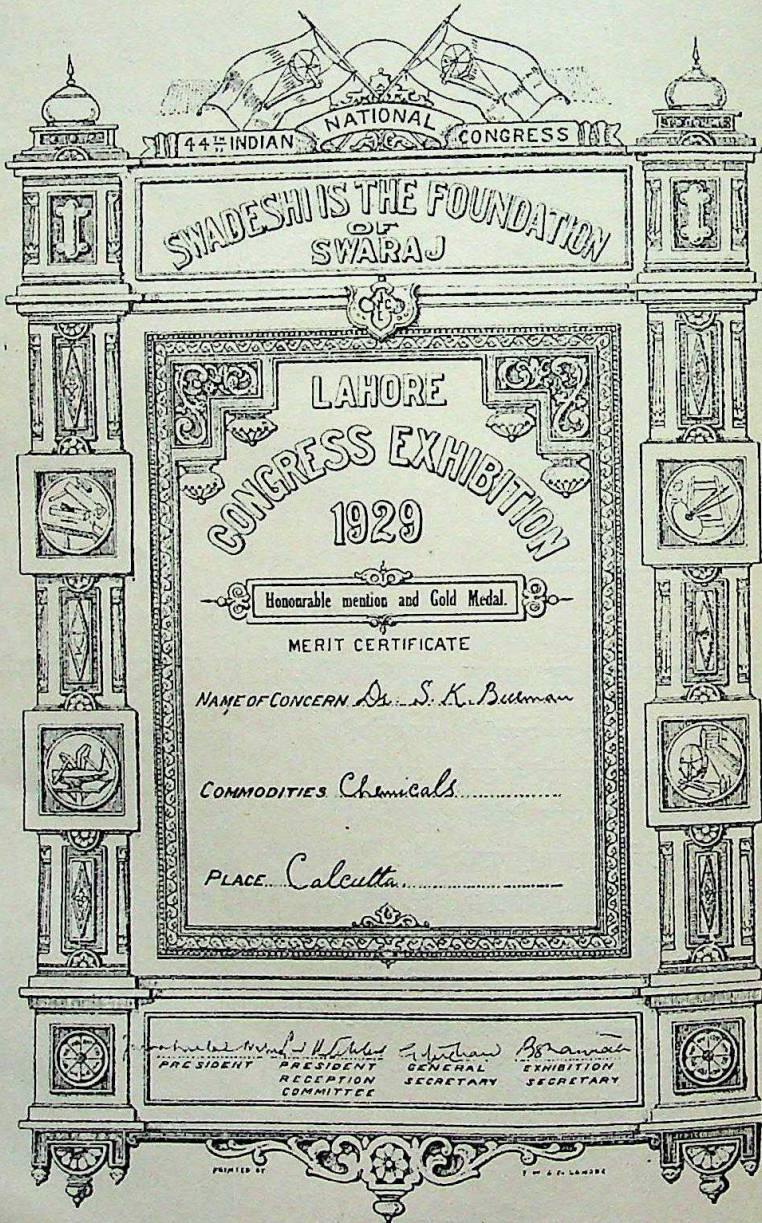 44TH INDIAN NATIONAL CONGRESS
SWADESHI IS THE FOUNDATION
OF
SWARAJ
LAHORE
CONGRESS EXHIBITION
1929
Honourable mention and Gold Medal.
MERIT CERTIFICATE
NAME OF CONCERN Dr. S. K. Burman
COMMODITIES Chemicals
PLACE Calcutta
PRESIDENT PRESIDENT RECEPTION COMMITTEE GENERAL SECRETARY EXHIBITION SECRETARY
PRINTED BY LAHORE